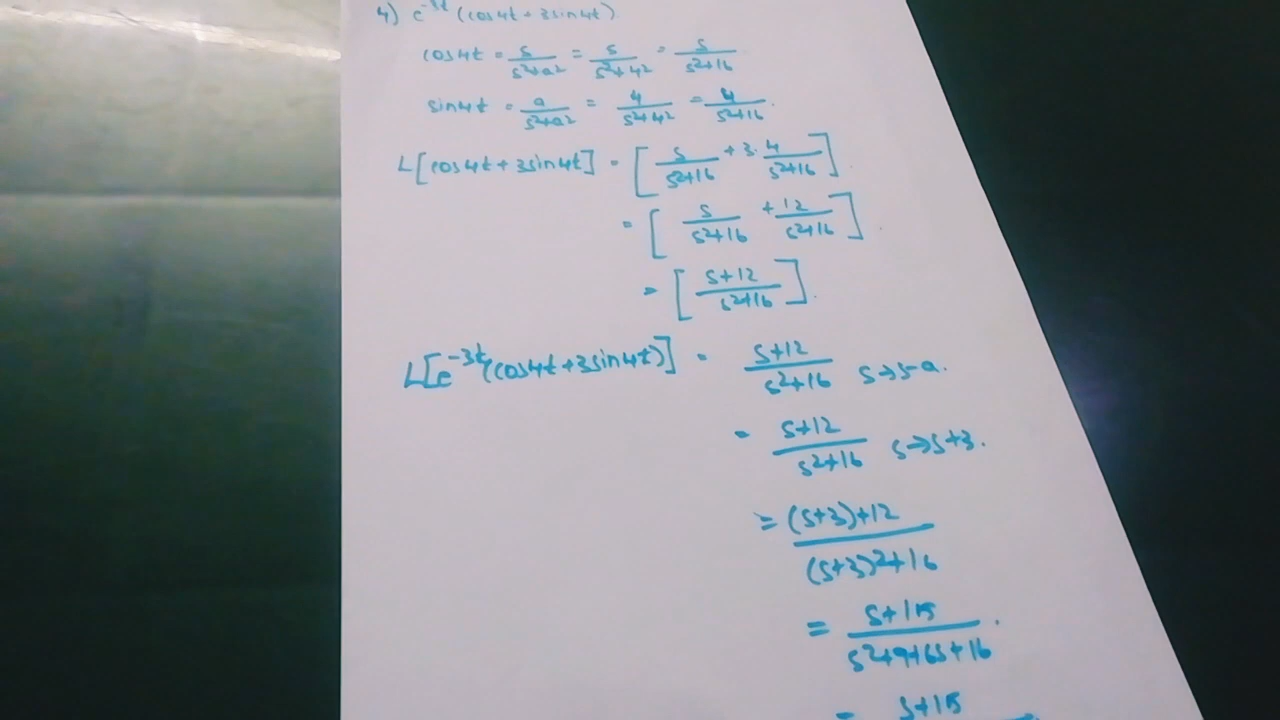 4) e^-3t (cos4t + 3sin4t)
cos4t = s/s²+a² = s/s²+4² = s/s²+16
sin4t = a/s²+a² = 4/s²+4² = 4/s²+16.
L[cos4t + 3sin4t] = [s/s²+16 + 3·4/s²+16]
= [s/s²+16 + 12/s²+16]
= [s+12/s²+16].
L[e^-3t(cos4t+3sin4t)] = s+12/s²+16 s→s-a.
= s+12/s²+16 s→s+3.
= (s+3)+12/(s+3)²+16
= s+15/s²+9+6s+16.
= s+15